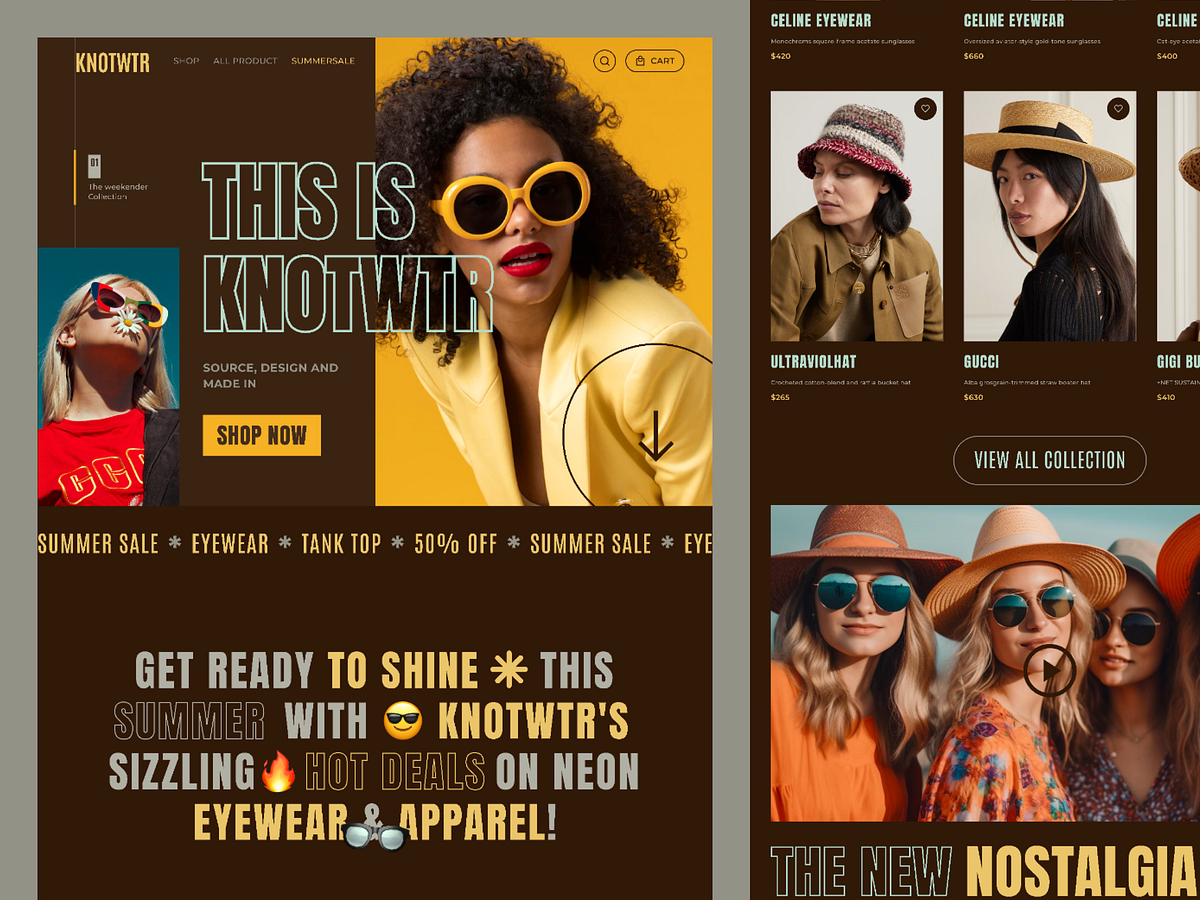 KNOTWTR
SHOP
ALL PRODUCT
SUMMERSALE
CART
01
The weekender
Collection
THIS IS
KNOTWTR
SOURCE, DESIGN AND
MADE IN
SHOP NOW
SUMMER SALE * EYEWEAR * TANK TOP * 50% OFF * SUMMER SALE * EYE
GET READY TO SHINE * THIS
SUMMER WITH 😎 KNOTWTR'S
SIZZLING 🔥 HOT DEALS ON NEON
EYEWEAR & APPAREL!
CELINE EYEWEAR
Monochroms square-frame acetate sunglasses
$420
CELINE EYEWEAR
Oversized aviator-style gold-tone sunglasses
$660
CELINE
Cat-eye aceta
$400
ULTRAVIOLHAT
Crocheted cotton-blend and raffia bucket hat
$265
GUCCI
Alba grosgrain-trimmed straw boater hat
$630
GIGI BU
+NET SUSTAIN
$410
VIEW ALL COLLECTION
THE NEW NOSTALGIA